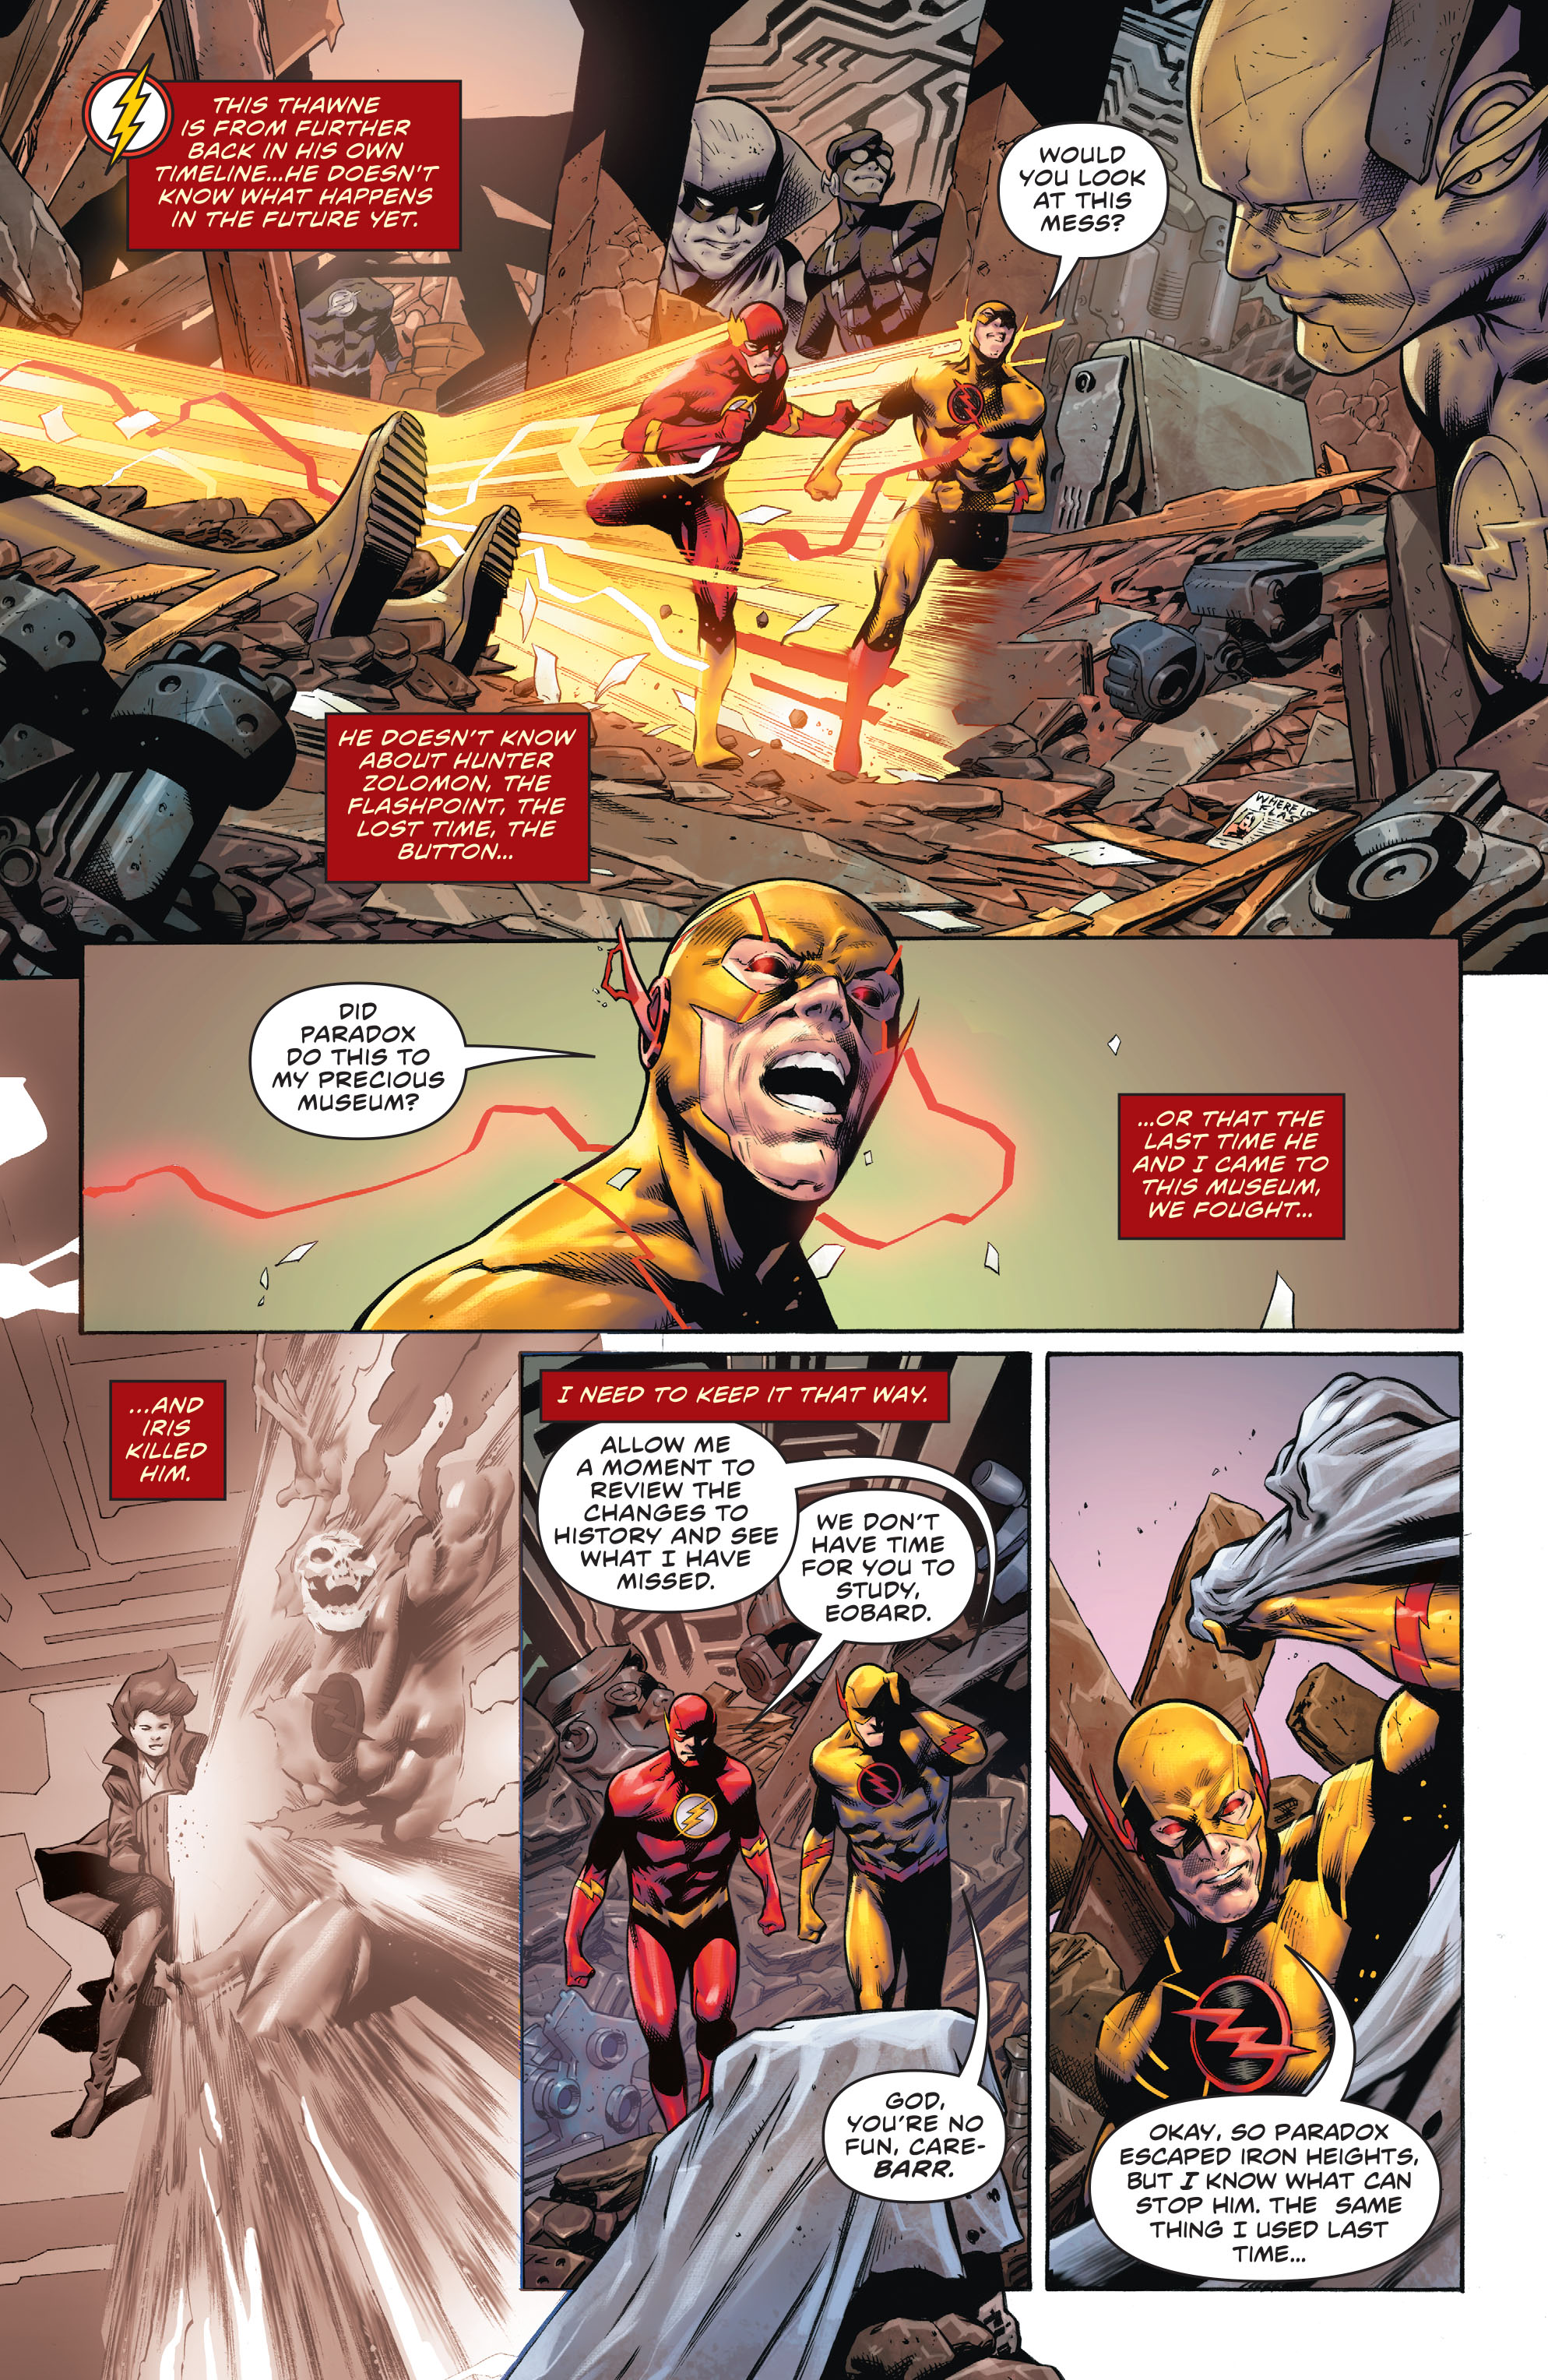 THIS THAWNE
IS FROM FURTHER
BACK IN HIS OWN
TIMELINE...HE DOESN'T
KNOW WHAT HAPPENS
IN THE FUTURE YET.
WOULD
YOU LOOK
AT THIS
MESS?
HE DOESN'T KNOW
ABOUT HUNTER
ZOLOMON, THE
FLASHPOINT, THE
LOST TIME, THE
BUTTON...
WHERE IS
DID
PARADOX
DO THIS TO
MY PRECIOUS
MUSEUM?
...OR THAT THE
LAST TIME HE
AND I CAME TO
THIS MUSEUM,
WE FOUGHT...
...AND
IRIS
KILLED
HIM.
I NEED TO KEEP IT THAT WAY.
ALLOW ME
A MOMENT TO
REVIEW THE
CHANGES TO
HISTORY AND SEE
WHAT I HAVE
MISSED.
WE DON'T
HAVE TIME
FOR YOU TO
STUDY,
EOBARD.
GOD,
YOU'RE NO
FUN, CARE-
BARR.
OKAY, SO PARADOX
ESCAPED IRON HEIGHTS,
BUT I KNOW WHAT CAN
STOP HIM. THE SAME
THING I USED LAST
TIME...